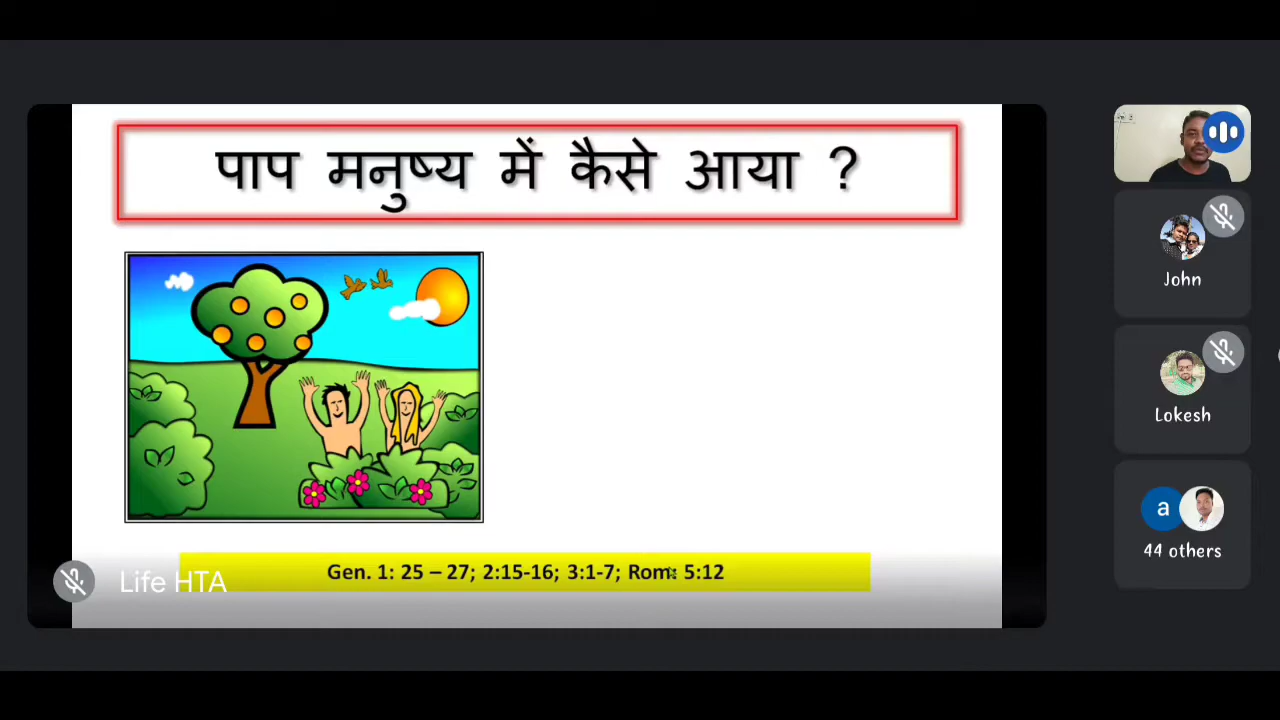 पाप मनुष्य में कैसे आया ?
Gen. 1: 25 – 27; 2:15-16; 3:1-7; Rom: 5:12
Life HTA
John
Lokesh
a
44 others